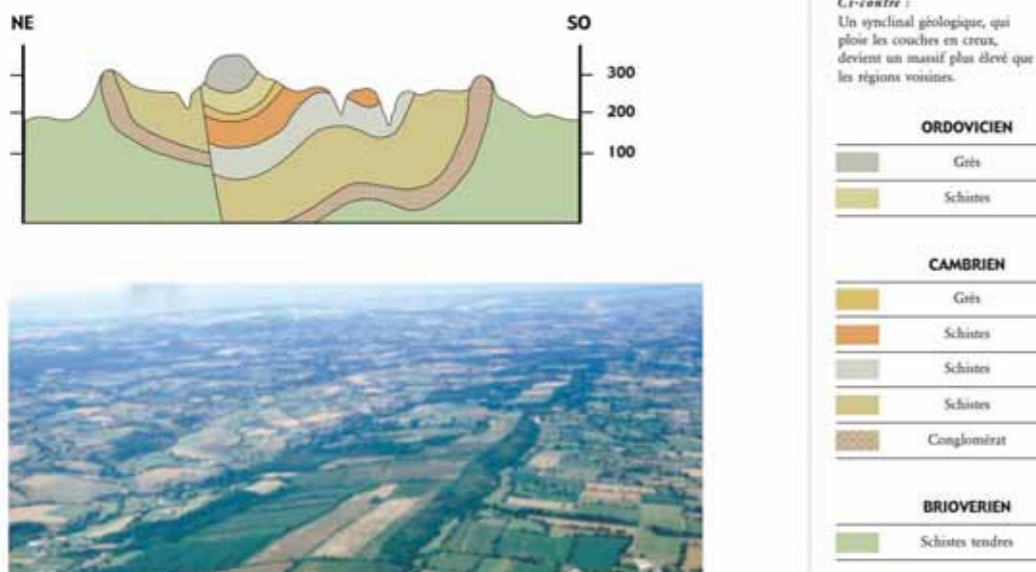 NE
SO
300
200
100
Ci-contre :
Un synclinal géologique, qui
ploie les couches en creux,
devient un massif plus élevé que
les régions voisines.
ORDOVICIEN
Grès
Schistes
CAMBRIEN
Grès
Schistes
Schistes
Schistes
Conglomérat
BRIOVERIEN
Schistes tendres